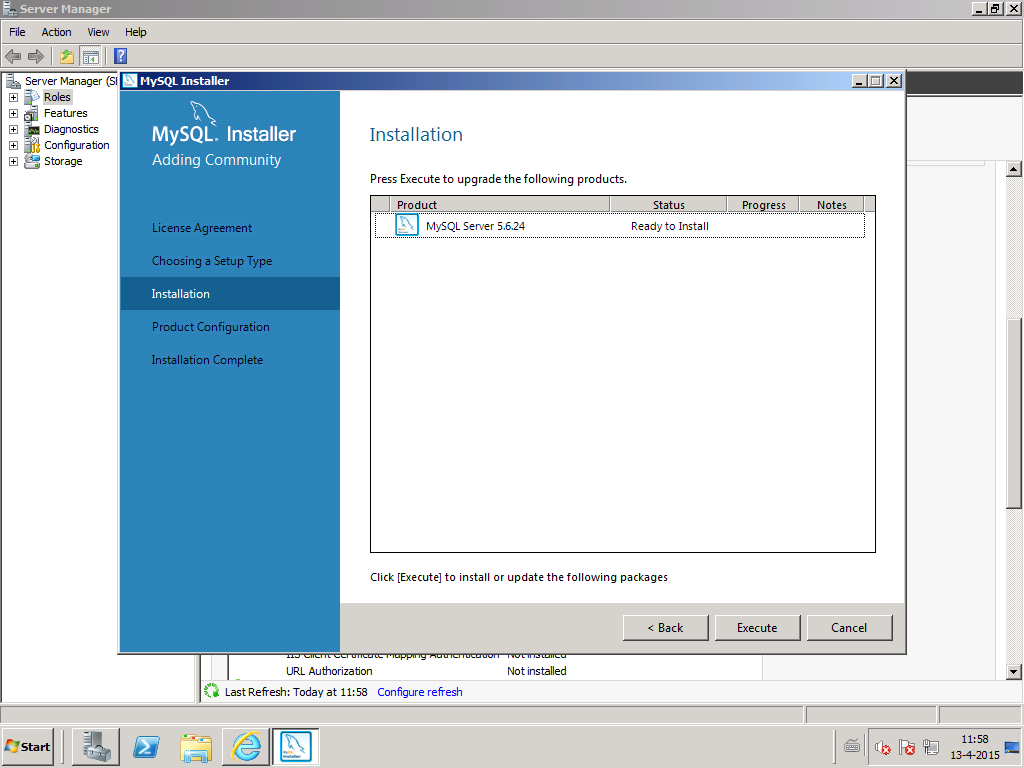 Server Manager
File Action View Help
Server Manager (S
Roles
Features
Diagnostics
Configuration
Storage
MySQL Installer
MySQL. Installer
Adding Community
License Agreement
Choosing a Setup Type
Installation
Product Configuration
Installation Complete
Installation
Press Execute to upgrade the following products.
Product Status Progress Notes
MySQL Server 5.6.24 Ready to Install
Click [Execute] to install or update the following packages
< Back Execute Cancel
IIS Client Certificate Mapping Authentication Not installed
URL Authorization Not installed
Last Refresh: Today at 11:58 Configure refresh
Start
11:58
13-4-2015